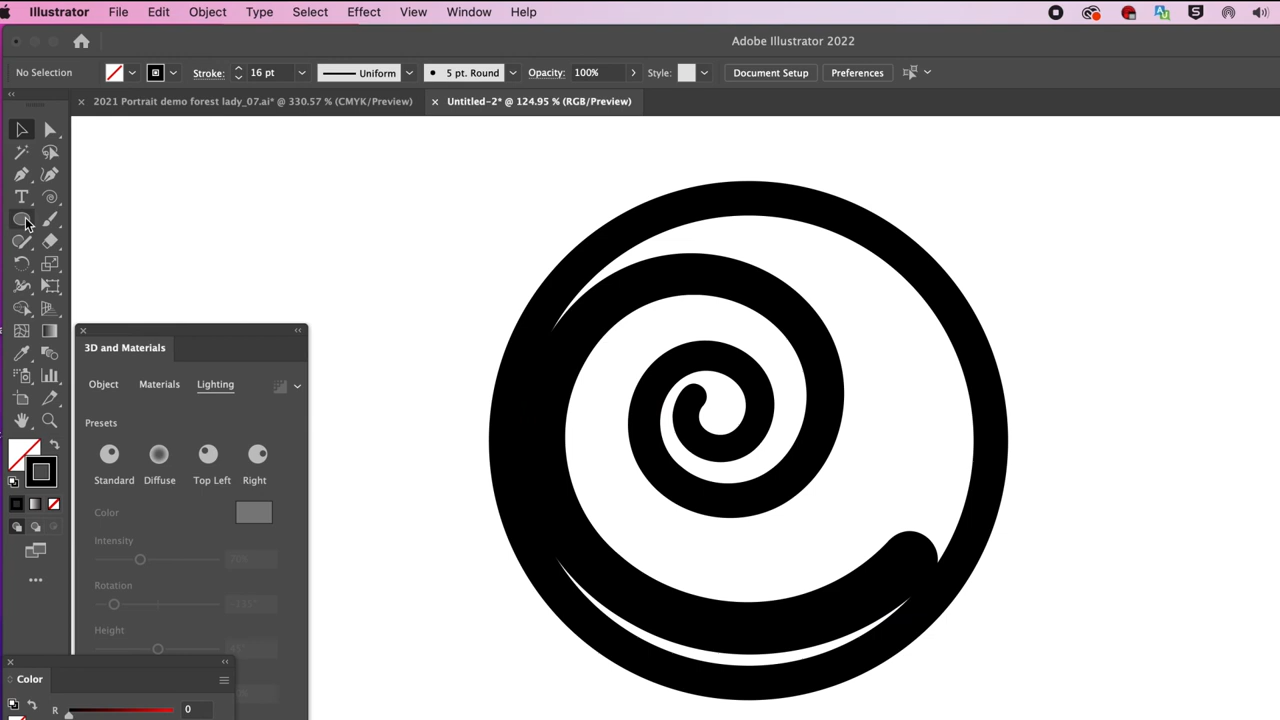 Illustrator File Edit Object Type Select Effect View Window Help
Adobe Illustrator 2022
No Selection Stroke: 16 pt Uniform 5 pt. Round Opacity: 100% Style: Document Setup Preferences
2021 Portrait demo forest lady_07.ai* @ 330.57 % (CMYK/Preview) Untitled-2* @ 124.95 % (RGB/Preview)
3D and Materials
Object Materials Lighting
Presets
Standard Diffuse Top Left Right
Color
Intensity
Rotation
Height
Color
R 0